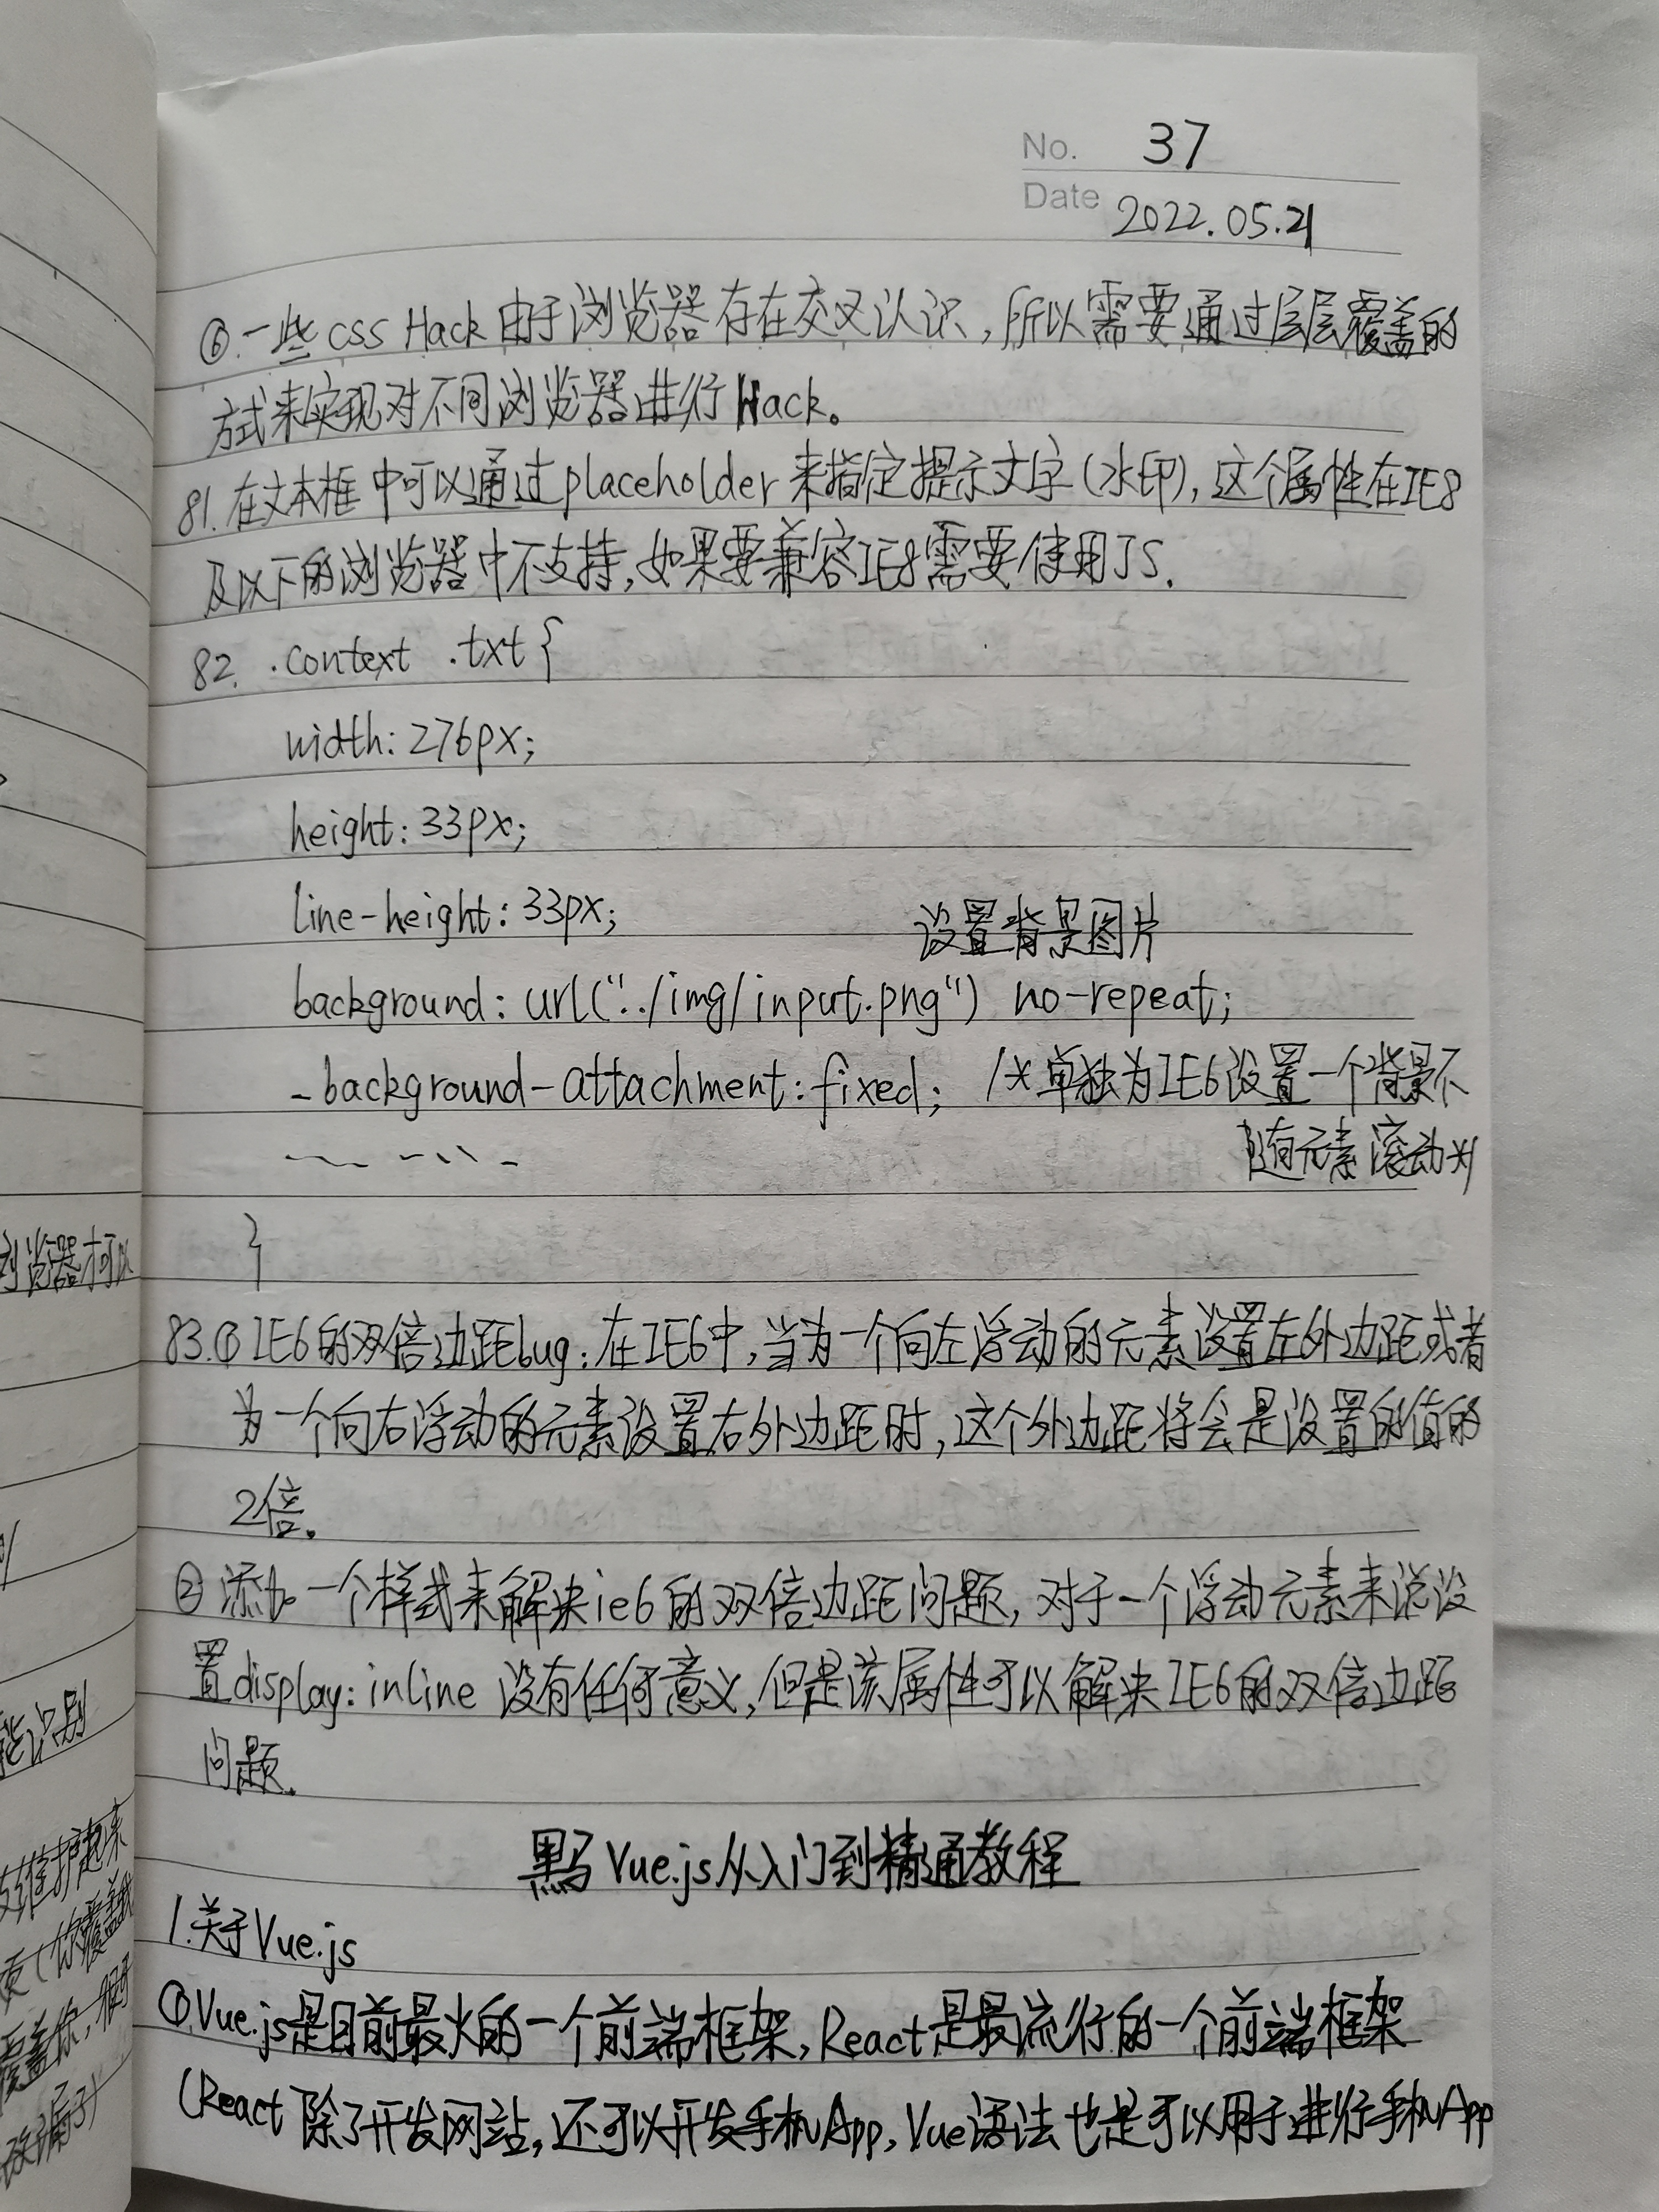 No. 37
Date 2022.05.21
⑥.一些CSS Hack由于浏览器存在交叉认识,所以需要通过层层覆盖的
方式来实现对不同浏览器进行Hack。
81.在文本框中可以通过placeholder来指定提示文字(水印),这个属性在IE8
及以下的浏览器中不支持,如果要兼容IE8需要使用JS.
82. .context .txt{
width:276px;
height:33px;
line-height:33px;
设置背景图片
background: url("../img/input.png") no-repeat;
_background-attachment:fixed; /*单独为IE6设置一个背景不
随元素滚动*/
}
83.①IE6的双倍边距bug:在IE6中,当为一个向左浮动的元素设置左外边距或者
为一个向右浮动的元素设置右外边距时,这个外边距将会是设置的值的
2倍。
②添加一个样式来解决ie6的双倍边距问题,对于一个浮动元素来说设
置display:inline没有任何意义,但是该属性可以解决IE6的双倍边距
问题.
黑马Vue.js从入门到精通教程
1.关于Vue.js
①Vue.js是目前最火的一个前端框架,React是最流行的一个前端框架
(React除了开发网站,还可以开发手机App,Vue语法也是可以用于进行手机App
浏览器才可以
能识别
维护起来
(你覆盖我
覆盖你,